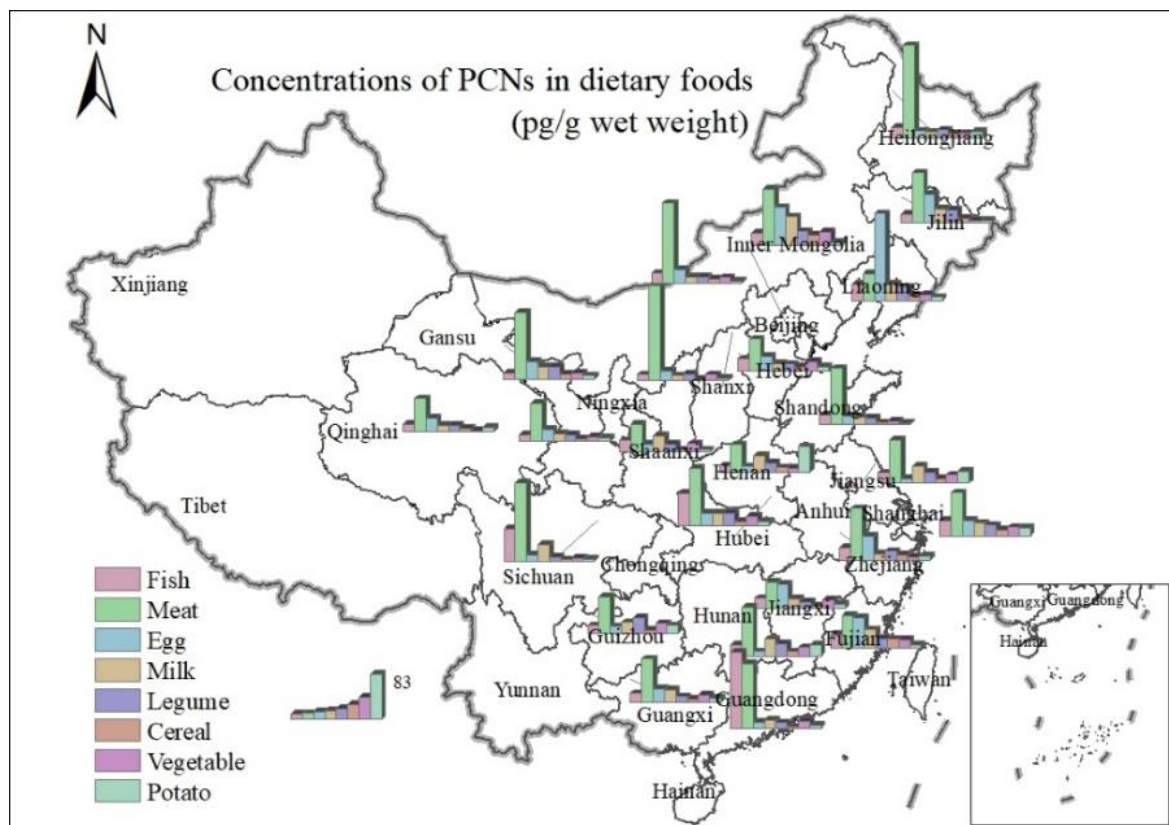 N
Concentrations of PCNs in dietary foods
(pg/g wet weight)
Heilongjiang
Jilin
Inner Mongolia
Liaoning
Xinjiang
Beijing
Gansu
Hebei
Shanxi
Ningxia
Shandong
Qinghai
Shaanxi
Henan
Jiangsu
Tibet
Anhui
Shanghai
Hubei
Zhejiang
Chongqing
Sichuan
Fish
Meat
Egg
Milk
Legume
Cereal
Vegetable
Potato
83
Hunan
Jiangxi
Guizhou
Fujian
Yunnan
Guangdong
Taiwan
Guangxi
Hainan
Guangxi
Guangdong
Hainan